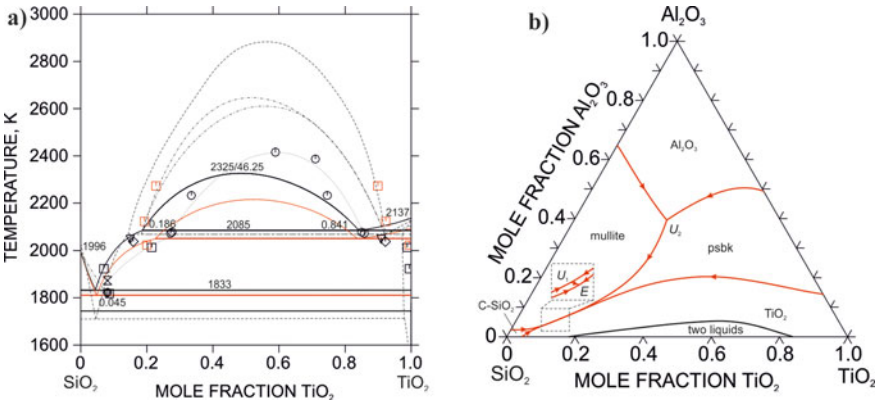 a)
3000
2800
2600
2400
2200
2000
1800
1600
TEMPERATURE, K
2325/46.25
2137
0.186
2085
0.841
1996
1833
0.045
0.0
0.2
0.4
0.6
0.8
1.0
SiO₂
MOLE FRACTION TiO₂
TiO₂
b)
Al₂O₃
1.0
0.8
0.6
0.4
0.2
0
MOLE FRACTION Al₂O₃
Al₂O₃
mullite
U₂
psbk
U₁
E
C-SiO₂
TiO₂
two liquids
0
0.2
0.4
0.6
0.8
1.0
SiO₂
MOLE FRACTION TiO₂
TiO₂